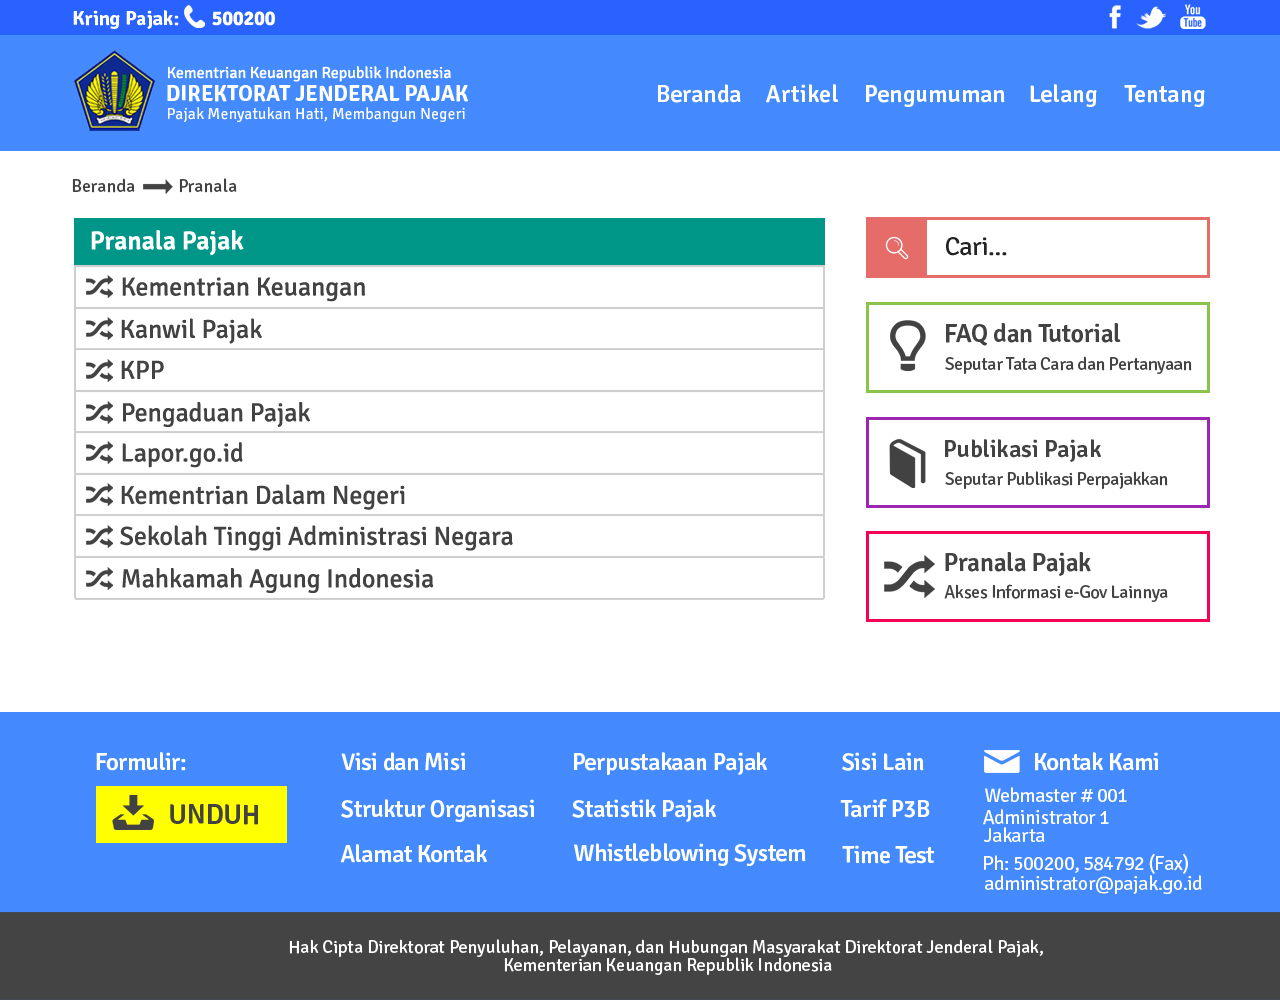 Kring Pajak: 500200
You
Tube
Kementrian Keuangan Republik Indonesia
DIREKTORAT JENDERAL PAJAK
Pajak Menyatukan Hati, Membangun Negeri
Beranda Artikel Pengumuman Lelang Tentang
Beranda Pranala
Pranala Pajak
Kementrian Keuangan
Kanwil Pajak
KPP
Pengaduan Pajak
Lapor.go.id
Kementrian Dalam Negeri
Sekolah Tinggi Administrasi Negara
Mahkamah Agung Indonesia
Cari...
FAQ dan Tutorial
Seputar Tata Cara dan Pertanyaan
Publikasi Pajak
Seputar Publikasi Perpajakkan
Pranala Pajak
Akses Informasi e-Gov Lainnya
Formulir:
UNDUH
Visi dan Misi
Struktur Organisasi
Alamat Kontak
Perpustakaan Pajak
Statistik Pajak
Whistleblowing System
Sisi Lain
Tarif P3B
Time Test
Kontak Kami
Webmaster # 001
Administrator 1
Jakarta
Ph: 500200, 584792 (Fax)
administrator@pajak.go.id
Hak Cipta Direktorat Penyuluhan, Pelayanan, dan Hubungan Masyarakat Direktorat Jenderal Pajak,
Kementerian Keuangan Republik Indonesia